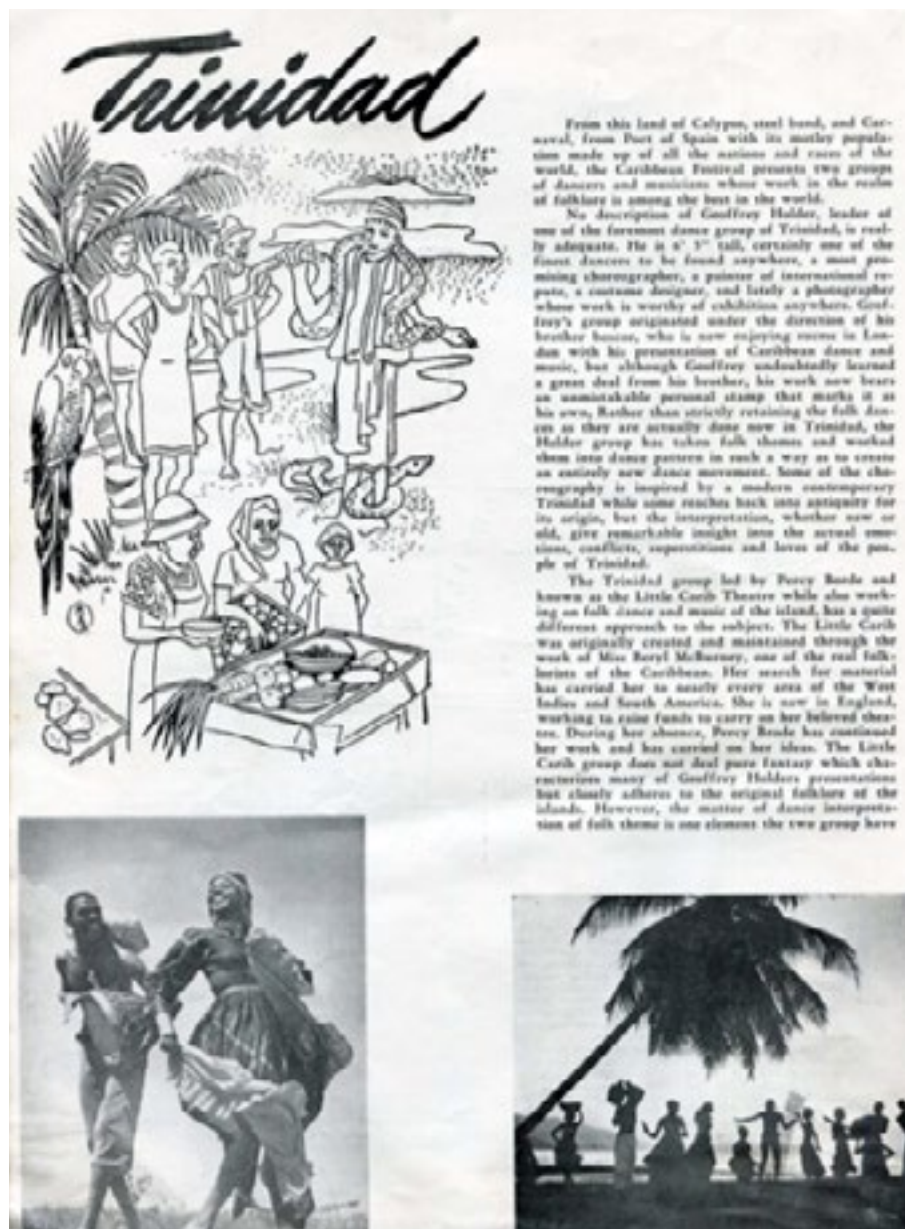 Trinidad
From this land of Calypso, steel band, and Car-
naval, from Port of Spain with its motley popula-
tion made up of all the nations and races of the
world, the Caribbean Festival presents two groups
of dancers and musicians whose work in the realm
of folklore is among the best in the world.
No description of Geoffrey Holder, leader of
one of the foremost dance group of Trinidad, is real-
ly adequate. He is 6' 5" tall, certainly one of the
finest dancers to be found anywhere, a most pro-
mising choreographer, a painter of international re-
pute, a costume designer, and lately a photographer
whose work is worthy of exhibition anywhere. Geof-
frey's group originated under the direction of his
brother who is now enjoying in Lon-
don with his presentation of Caribbean dance and
music, but although Geoffrey undoubtedly learned
a great deal from his brother, his work now bears
an unmistakable personal stamp that marks it as
his own, Rather than strictly retaining the folk dan-
ces as they are actually done now in Trinidad, the
Holder group has taken folk themes and worked
them into dance pattern in such a way as to create
an entirely new dance movement. Some of the cho-
reography is inspired by a modern contemporary
Trinidad while some reaches back into antiquity for
its origin, but the interpretation, whether new or
old, give remarkable insight into the actual emo-
tions, conflicts, superstitions and loves of the peo-
ple of Trinidad.
The Trinidad group led by Percy Borde and
known as the Little Carib Theatre while also work-
ing on folk dance and music of the island, has a quite
different approach to the subject. The Little Carib
was originally created and maintained through the
work of Miss Beryl McBurney, one of the real folk-
lorists of the Caribbean. Her search for material
has carried her to nearly every area of the West
Indies and South America. She is now in England,
working to raise funds to carry on her beloved thea-
tre. During her absence, Percy Brode has continued
her work and has carried on her ideas. The Little
Carib group does not deal pure fantasy which cha-
racterizes many of Geoffrey Holders presentations
but closely adheres to the original folklore of the
islands. However, the matter of dance interpreta-
tion of folk theme is one element the two group have